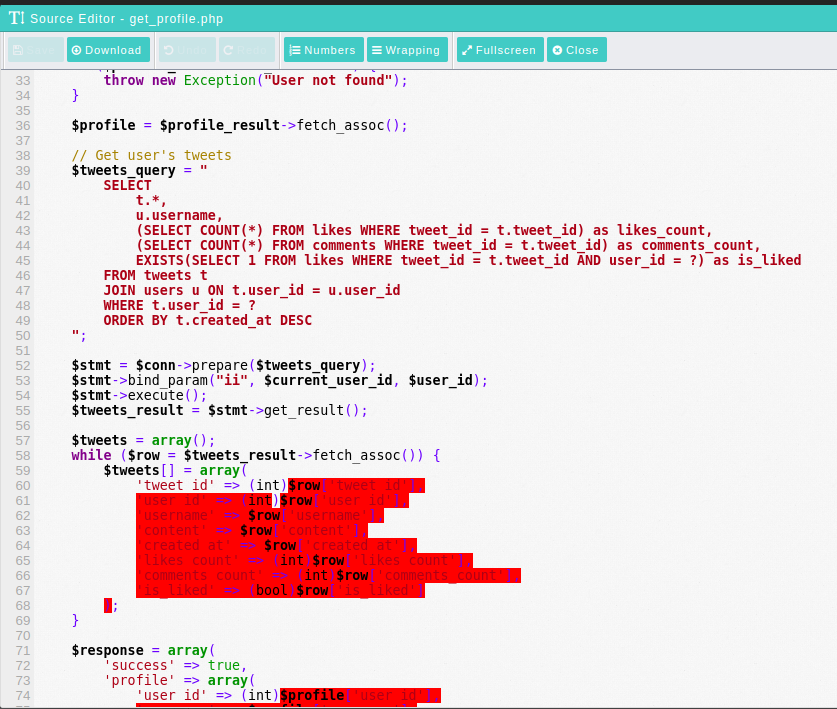 Source Editor - get_profile.php
Save Download Undo Redo Numbers Wrapping Fullscreen Close
33 throw new Exception("User not found");
34 }
35
36 $profile = $profile_result->fetch_assoc();
37
38 // Get user's tweets
39 $tweets_query = "
40 SELECT
41 t.*,
42 u.username,
43 (SELECT COUNT(*) FROM likes WHERE tweet_id = t.tweet_id) as likes_count,
44 (SELECT COUNT(*) FROM comments WHERE tweet_id = t.tweet_id) as comments_count,
45 EXISTS(SELECT 1 FROM likes WHERE tweet_id = t.tweet_id AND user_id = ?) as is_liked
46 FROM tweets t
47 JOIN users u ON t.user_id = u.user_id
48 WHERE t.user_id = ?
49 ORDER BY t.created_at DESC
50 ";
51
52 $stmt = $conn->prepare($tweets_query);
53 $stmt->bind_param("ii", $current_user_id, $user_id);
54 $stmt->execute();
55 $tweets_result = $stmt->get_result();
56
57 $tweets = array();
58 while ($row = $tweets_result->fetch_assoc()) {
59 $tweets[] = array(
60 'tweet_id' => (int)$row['tweet_id'],
61 'user_id' => (int)$row['user_id'],
62 'username' => $row['username'],
63 'content' => $row['content'],
64 'created_at' => $row['created_at'],
65 'likes_count' => (int)$row['likes_count'],
66 'comments_count' => (int)$row['comments_count'],
67 'is_liked' => (bool)$row['is_liked']
68 );
69 }
70
71 $response = array(
72 'success' => true,
73 'profile' => array(
74 'user_id' => (int)$profile['user_id'],